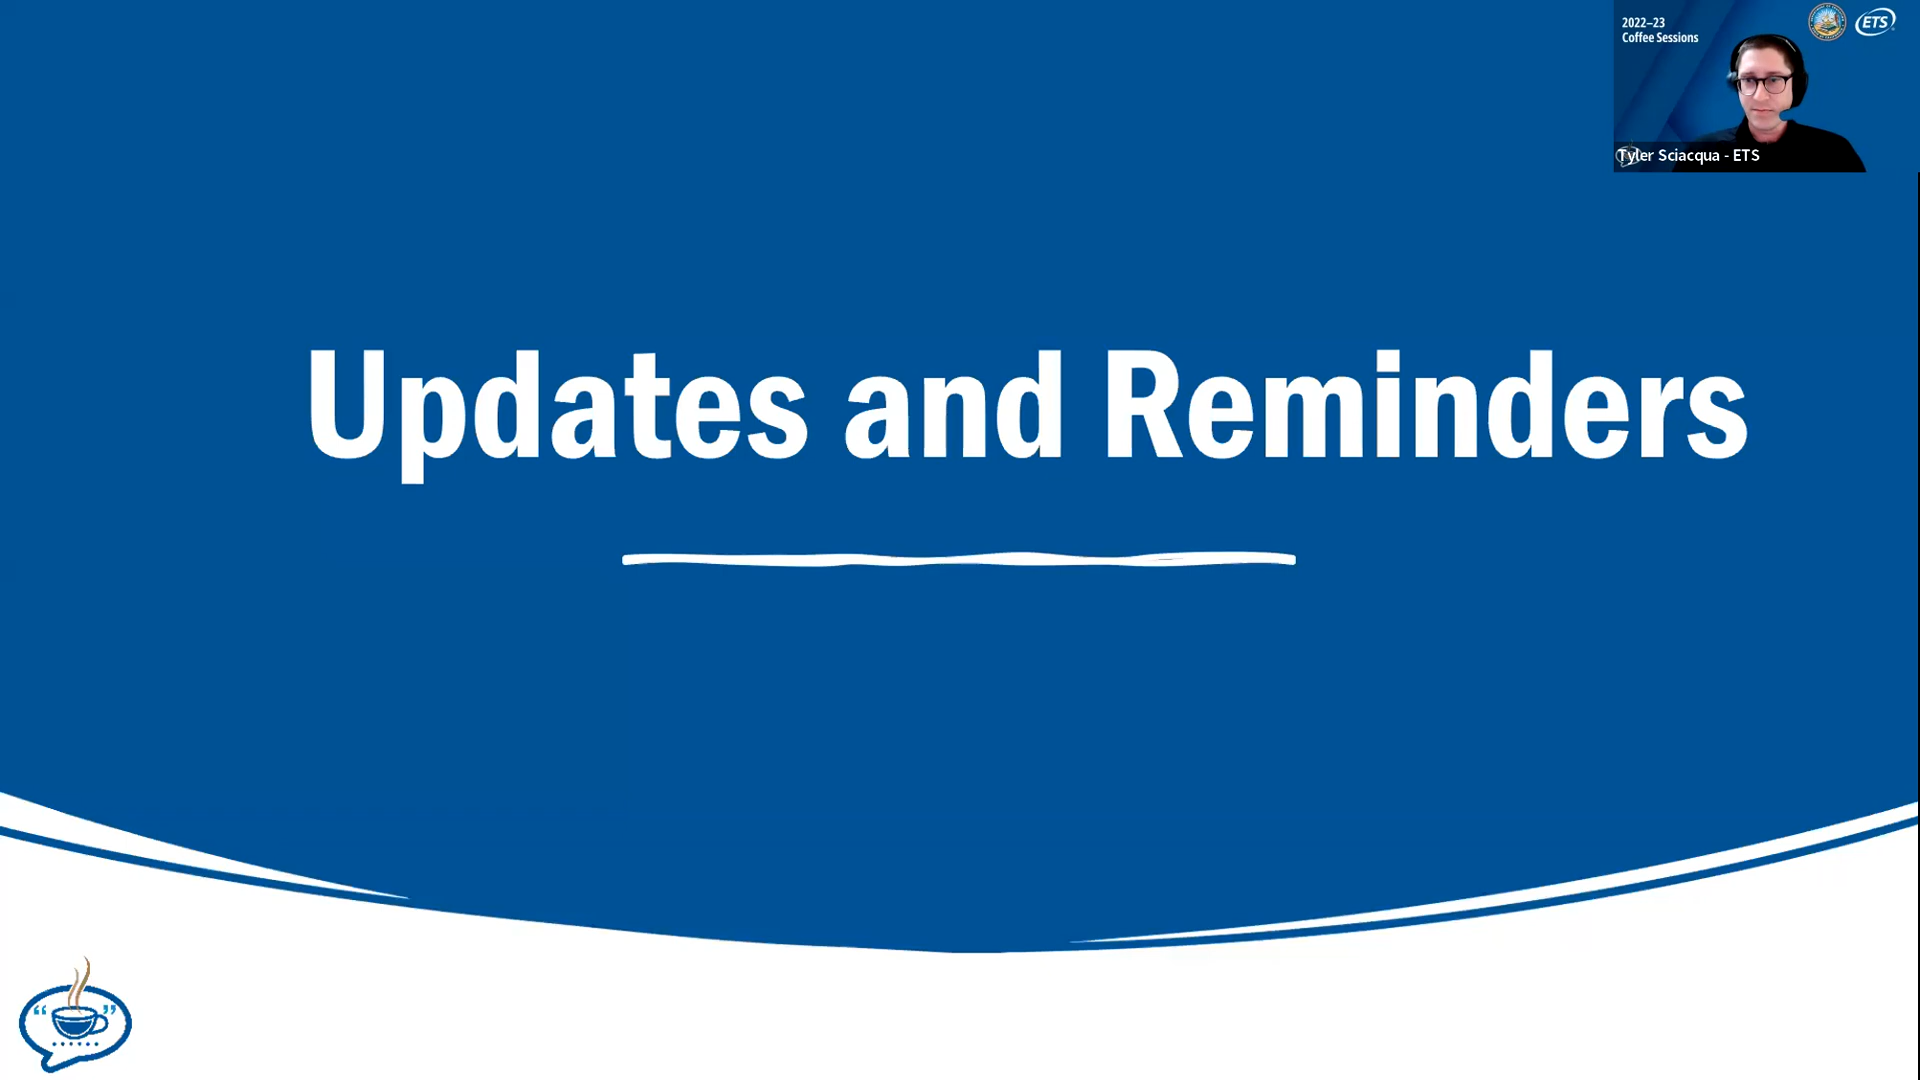 2022–23
Coffee Sessions
ETS
Tyler Sciacqua - ETS
Updates and Reminders